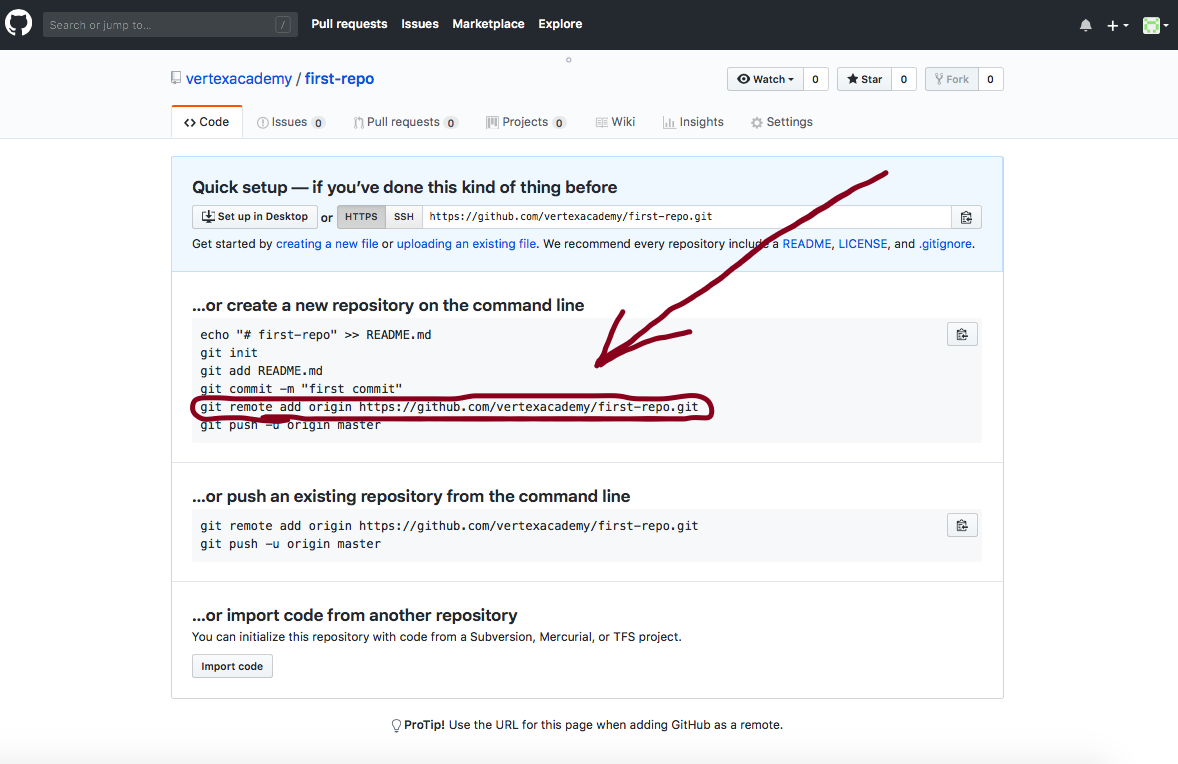 Search or jump to... /
Pull requests Issues Marketplace Explore
vertexacademy / first-repo
Watch 0 Star 0 Fork 0
Code Issues 0 Pull requests 0 Projects 0 Wiki Insights Settings
Quick setup — if you've done this kind of thing before
Set up in Desktop or HTTPS SSH https://github.com/vertexacademy/first-repo.git
Get started by creating a new file or uploading an existing file. We recommend every repository include a README, LICENSE, and .gitignore.
…or create a new repository on the command line
echo "# first-repo" >> README.md
git init
git add README.md
git commit -m "first commit"
git remote add origin https://github.com/vertexacademy/first-repo.git
git push -u origin master
…or push an existing repository from the command line
git remote add origin https://github.com/vertexacademy/first-repo.git
git push -u origin master
…or import code from another repository
You can initialize this repository with code from a Subversion, Mercurial, or TFS project.
Import code
ProTip! Use the URL for this page when adding GitHub as a remote.